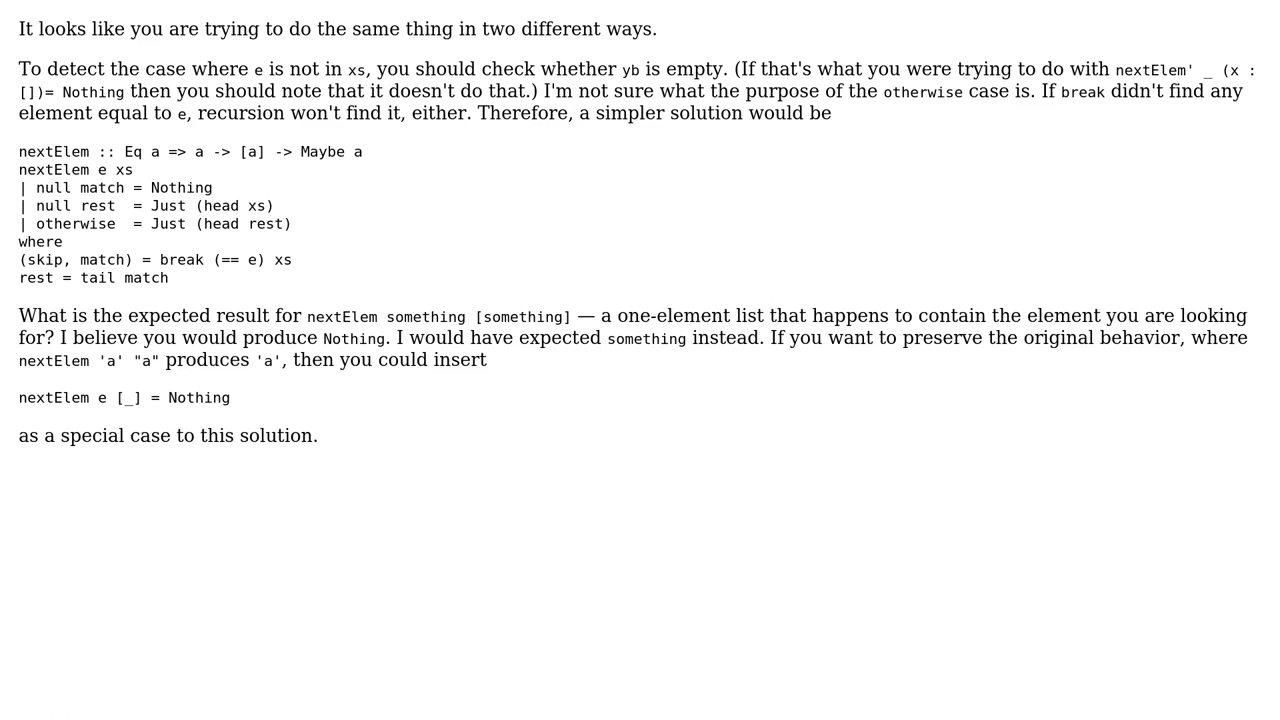 It looks like you are trying to do the same thing in two different ways.
To detect the case where e is not in xs, you should check whether yb is empty. (If that's what you were trying to do with nextElem' _ (x :
[])= Nothing then you should note that it doesn't do that.) I'm not sure what the purpose of the otherwise case is. If break didn't find any
element equal to e, recursion won't find it, either. Therefore, a simpler solution would be
nextElem :: Eq a => a -> [a] -> Maybe a
nextElem e xs
| null match = Nothing
| null rest  = Just (head xs)
| otherwise  = Just (head rest)
where
(skip, match) = break (== e) xs
rest = tail match
What is the expected result for nextElem something [something] — a one-element list that happens to contain the element you are looking
for? I believe you would produce Nothing. I would have expected something instead. If you want to preserve the original behavior, where
nextElem 'a' "a" produces 'a', then you could insert
nextElem e [_] = Nothing
as a special case to this solution.